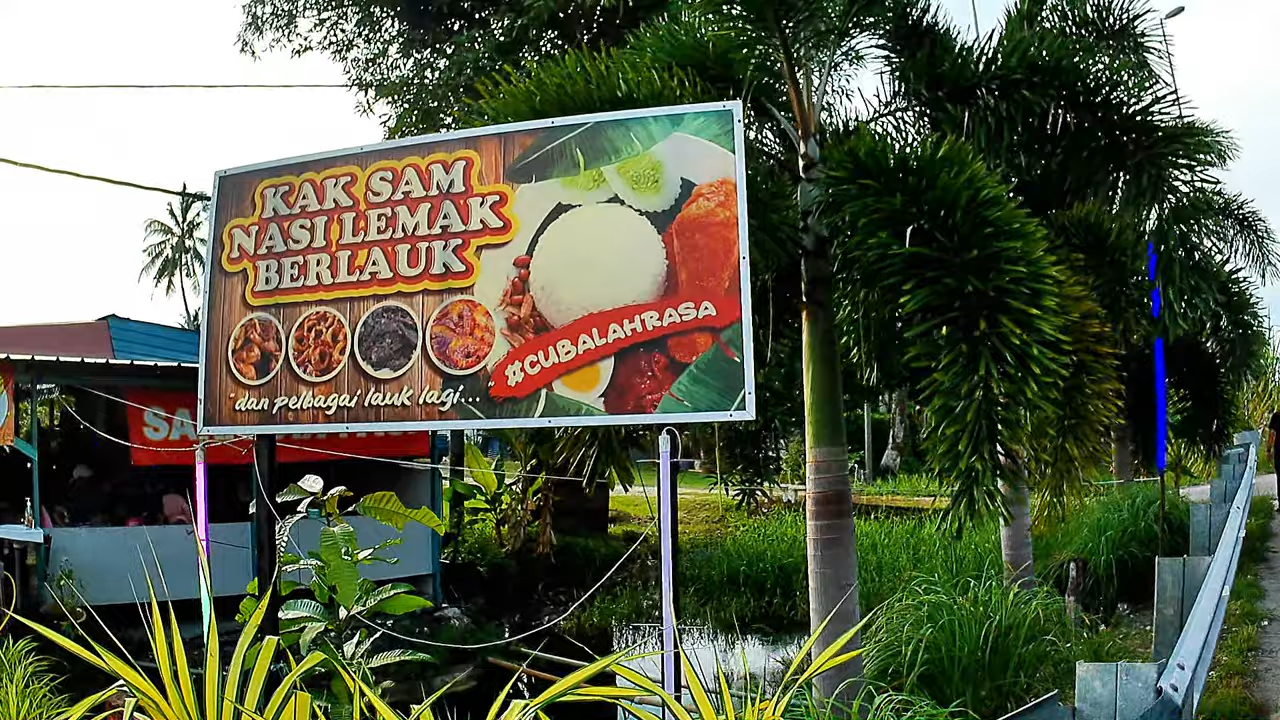 KAK SAM
NASI LEMAK
BERLAUK
#CUBALAHRASA
"dan pelbagai lauk lagi..."